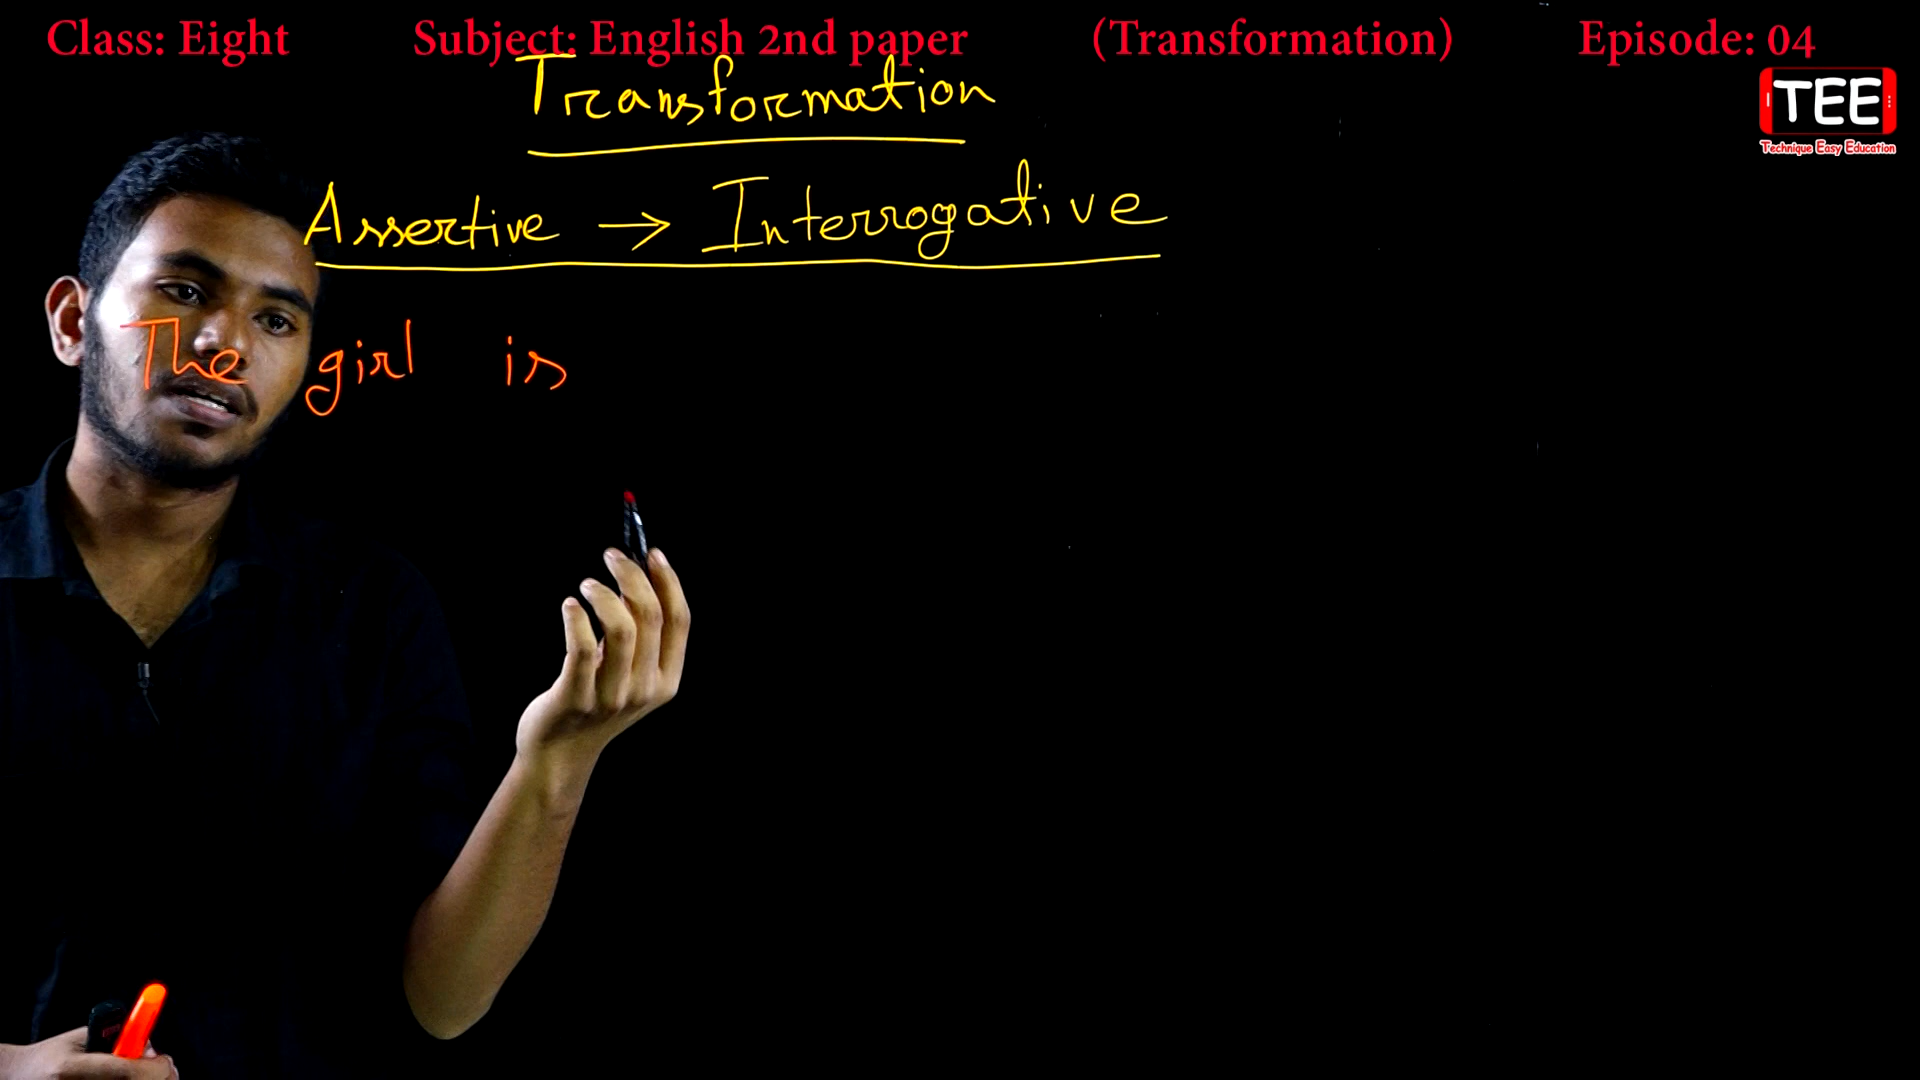 Class: Eight Subject: English 2nd paper (Transformation) Episode: 04
TEE
Technique Easy Education
Transformation
Assertive → Interrogative
The girl is